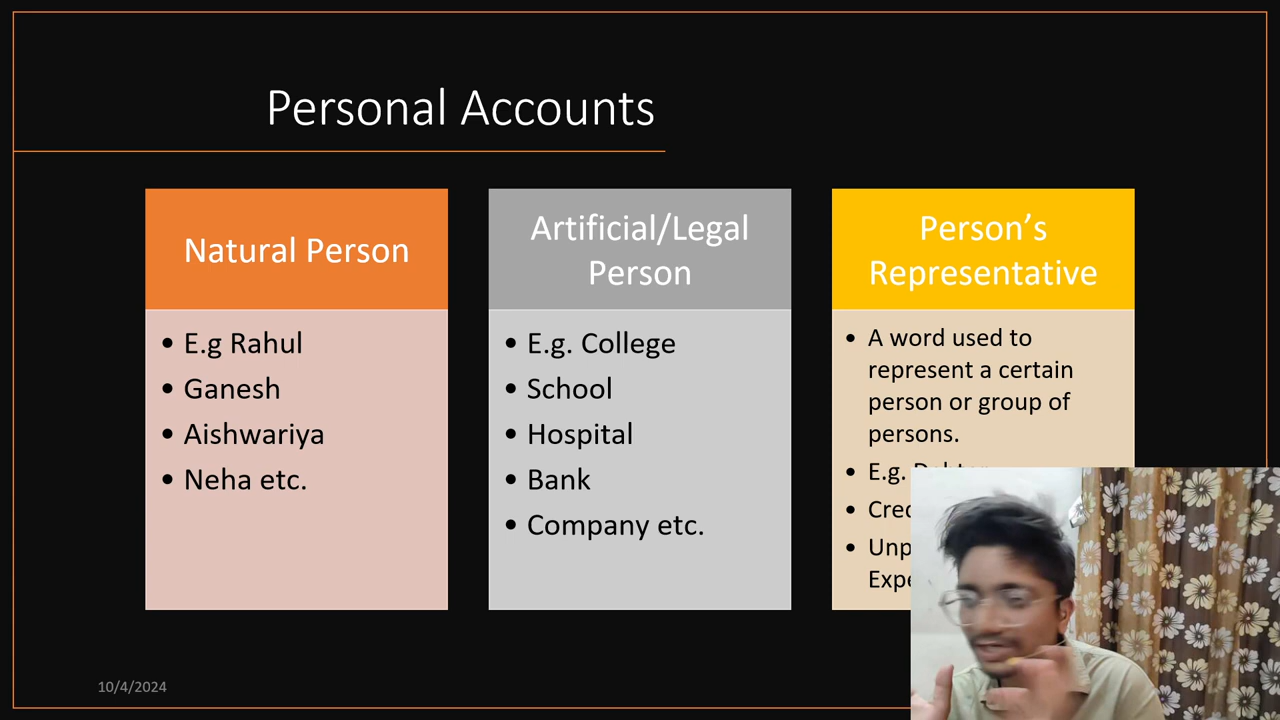 Personal Accounts
Natural Person
• E.g Rahul
• Ganesh
• Aishwariya
• Neha etc.
Artificial/Legal
Person
• E.g. College
• School
• Hospital
• Bank
• Company etc.
Person’s
Representative
• A word used to
represent a certain
person or group of
persons.
• E.g.
10/4/2024